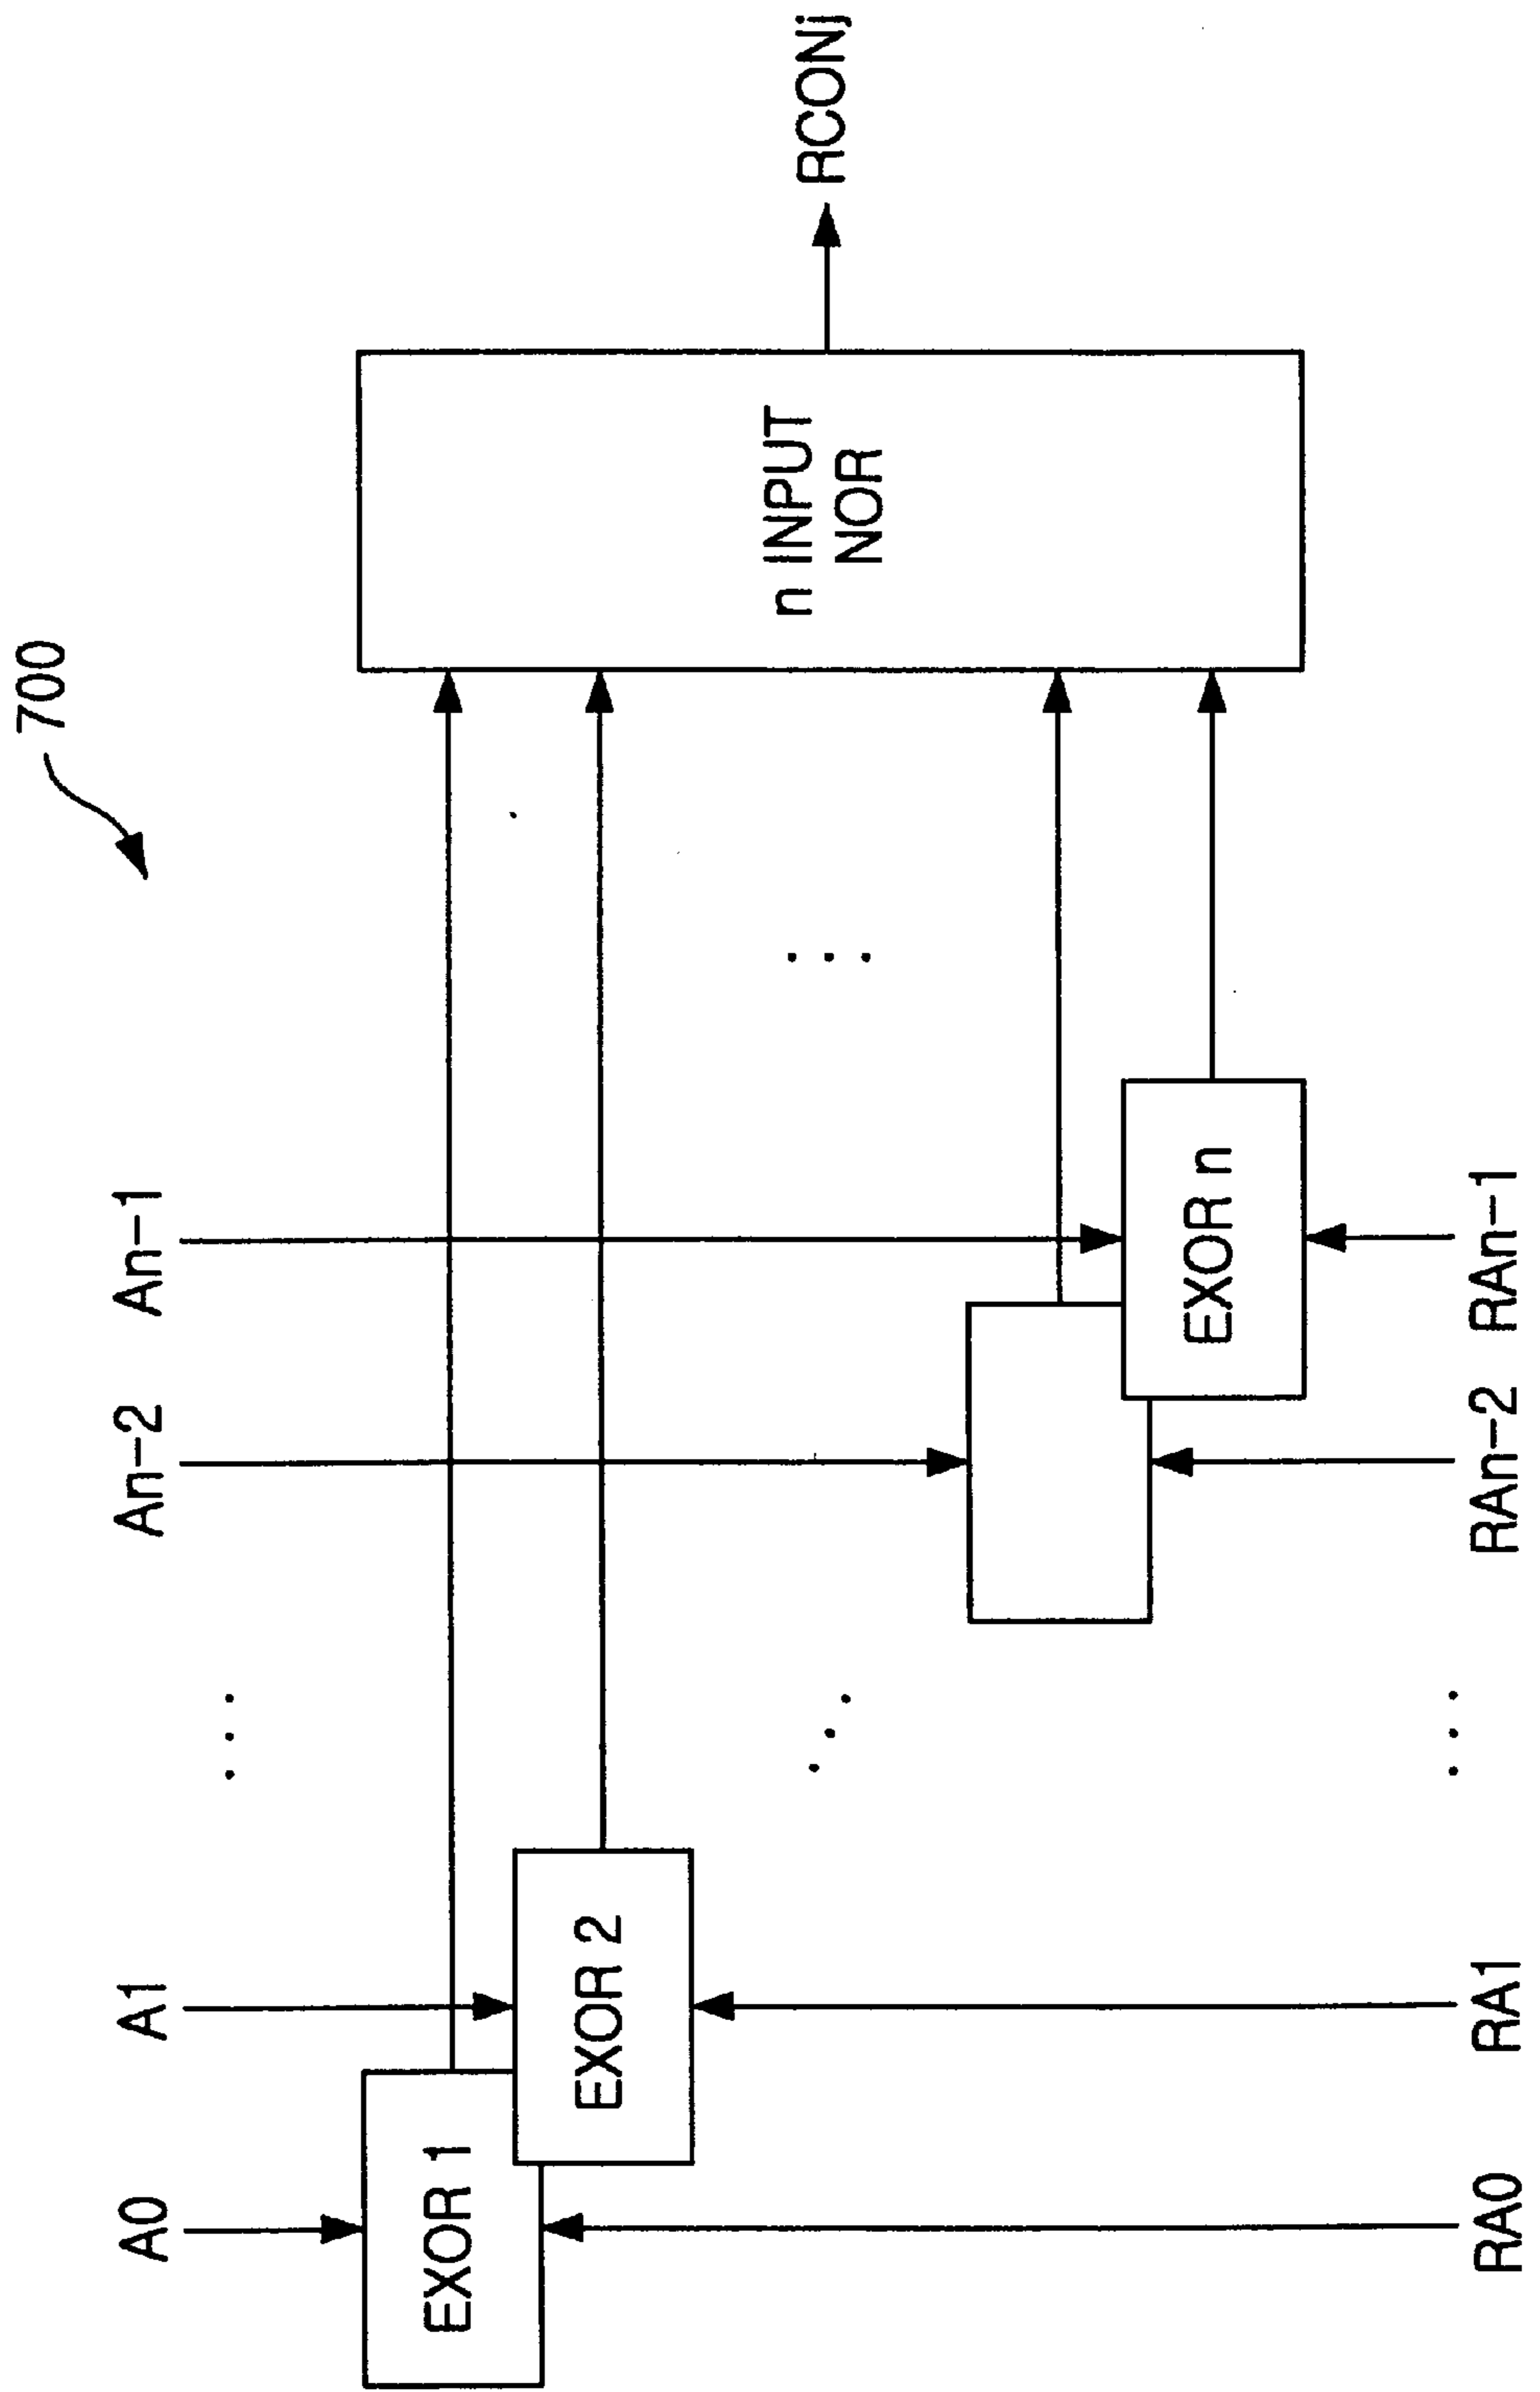 700
A0
A1
An-2
An-1
EXOR 1
EXOR 2
EXOR n
n INPUT
NOR
RCONj
RA0
RA1
RAn-2
RAn-1